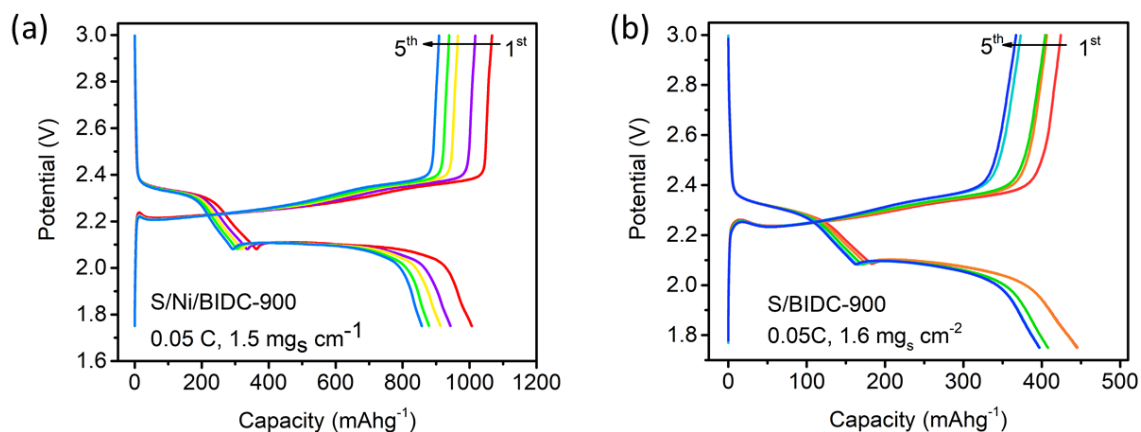 (a)
3.0
2.8
2.6
2.4
2.2
2.0
1.8
1.6
Potential (V)
5th
1st
S/Ni/BIDC-900
0.05 C, 1.5 mgs cm-1
0 200 400 600 800 1000 1200
Capacity (mAhg-1)
(b)
3.0
2.8
2.6
2.4
2.2
2.0
1.8
Potential (V)
5th
1st
S/BIDC-900
0.05C, 1.6 mgs cm-2
0 100 200 300 400 500
Capacity (mAhg-1)